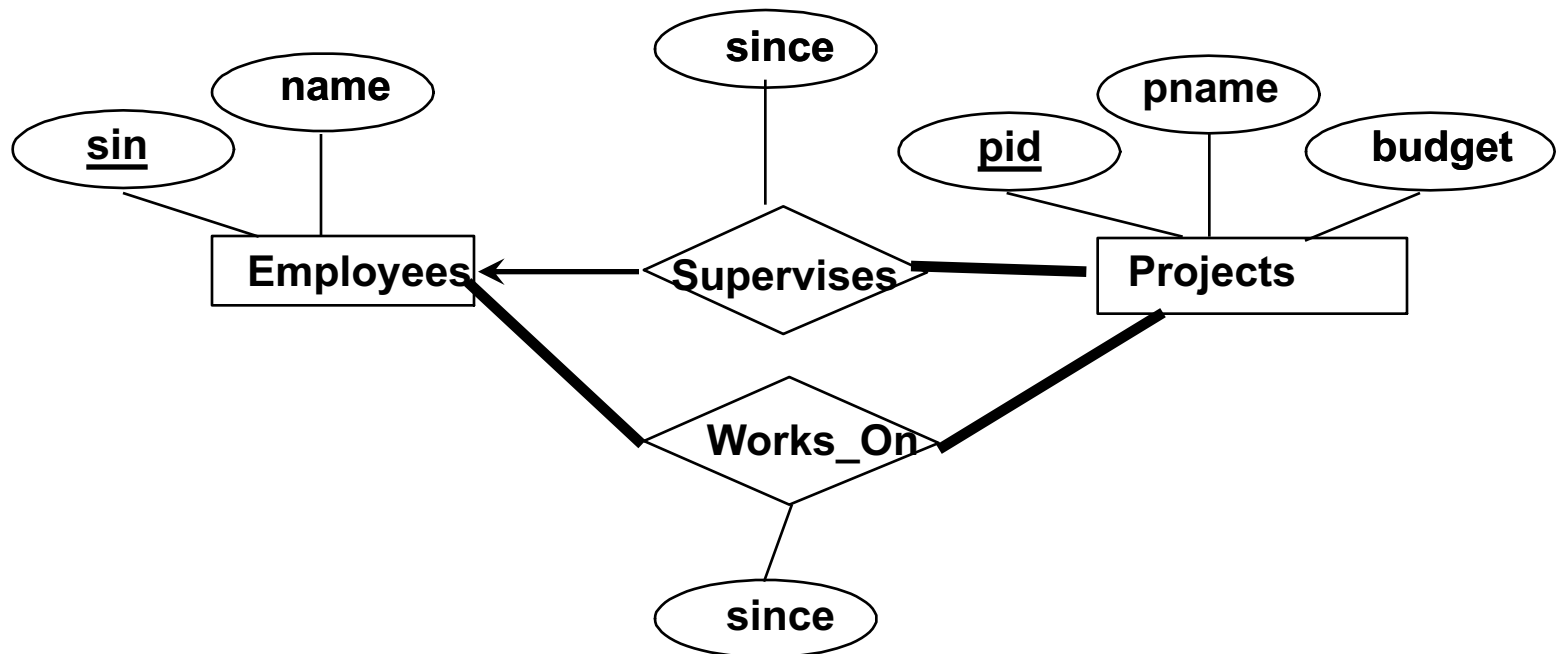 since
name
pname
sin
pid
budget
Employees
Supervises
Projects
Works_On
since